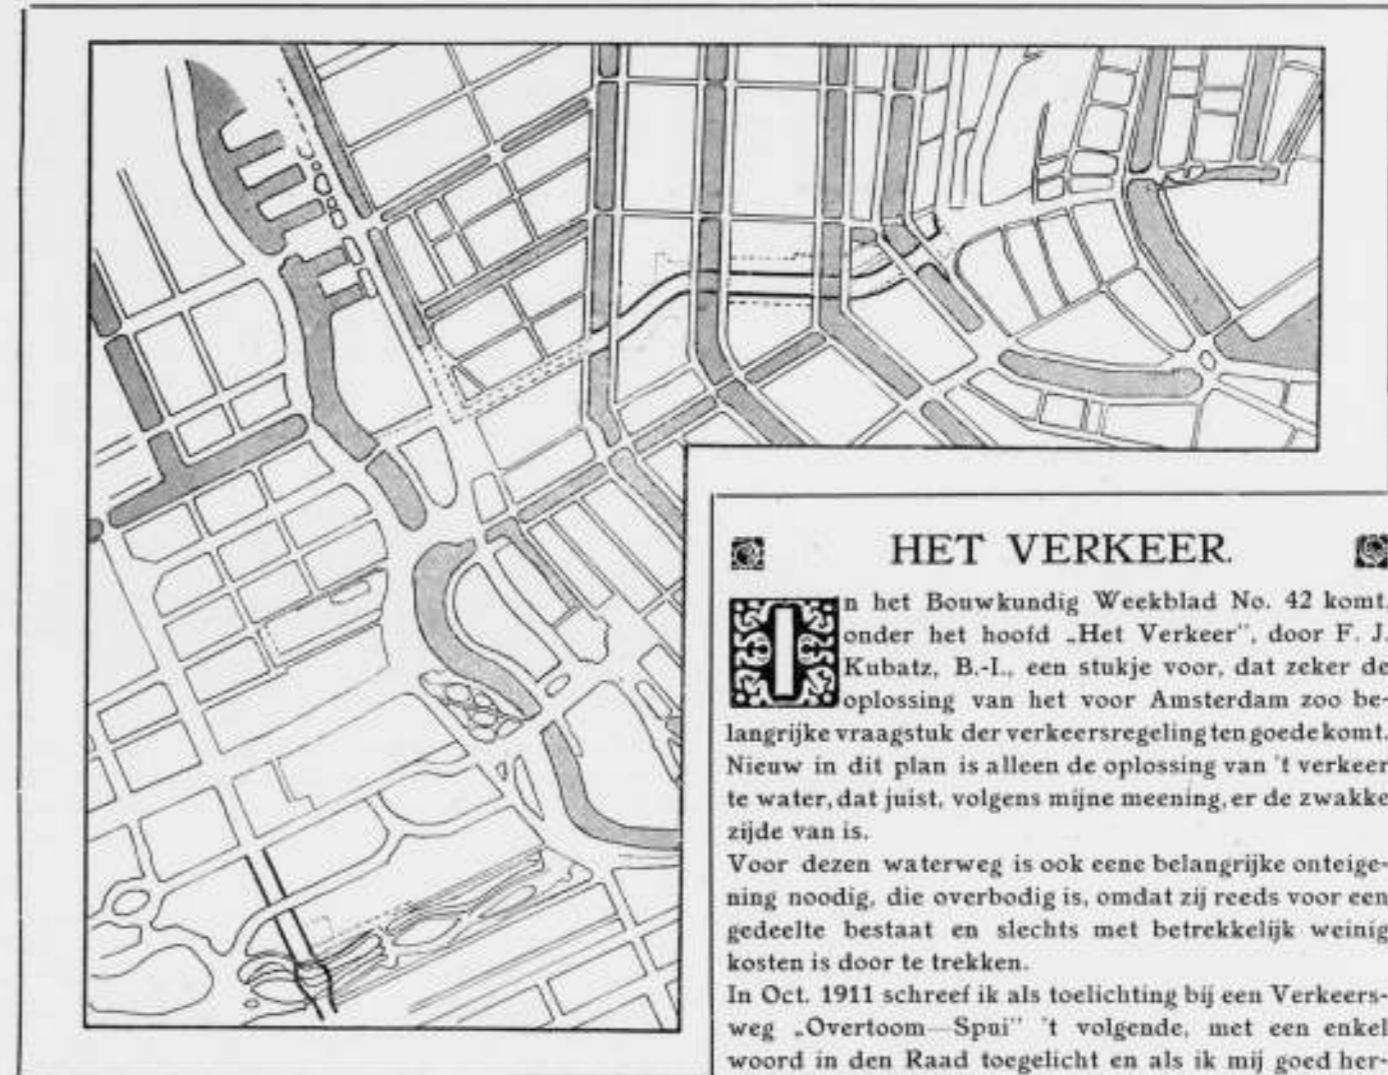 HET VERKEER.
In het Bouwkundig Weekblad No. 42 komt,
onder het hoofd „Het Verkeer”, door F. J.
Kubatz, B.-I., een stukje voor, dat zeker de
oplossing van het voor Amsterdam zoo be-
langrijke vraagstuk der verkeersregeling ten goede komt.
Nieuw in dit plan is alleen de oplossing van 't verkeer
te water, dat juist, volgens mijne meening, er de zwakke
zijde van is.
Voor dezen waterweg is ook eene belangrijke onteige-
ning noodig, die overbodig is, omdat zij reeds voor een
gedeelte bestaat en slechts met betrekkelijk weinig
kosten is door te trekken.
In Oct. 1911 schreef ik als toelichting bij een Verkeers-
weg „Overtoom—Spui” 't volgende, met een enkel
woord in den Raad toegelicht en als ik mij goed her-